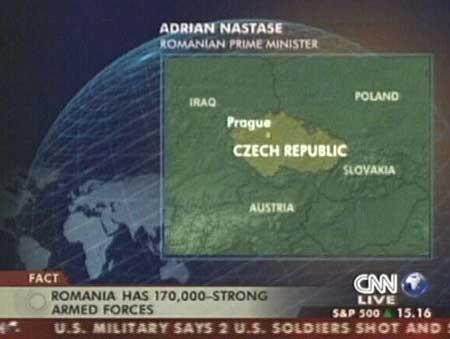 ADRIAN NASTASE
ROMANIAN PRIME MINISTER
IRAQ
POLAND
Prague
CZECH REPUBLIC
SLOVAKIA
AUSTRIA
FACT
ROMANIA HAS 170,000–STRONG
ARMED FORCES
CNN
LIVE
S&P 500 ▲ 15.16
U.S. MILITARY SAYS 2 U.S. SOLDIERS SHOT AND S